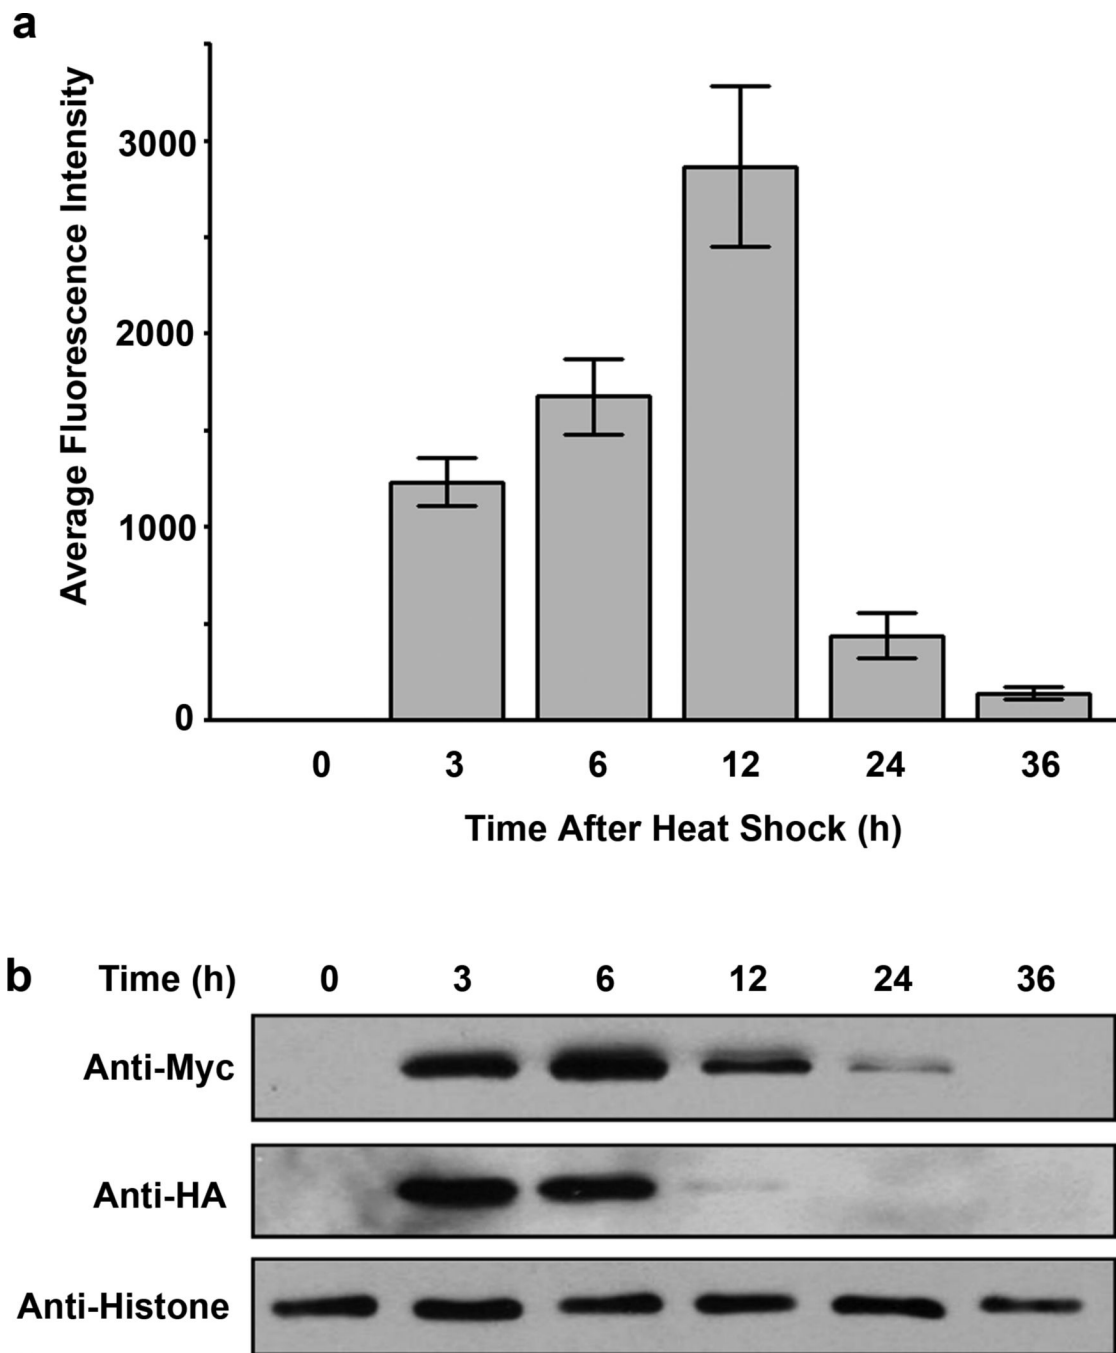 a
Average Fluorescence Intensity
3000
2000
1000
0
0 3 6 12 24 36
Time After Heat Shock (h)
b Time (h) 0 3 6 12 24 36
Anti-Myc
Anti-HA
Anti-Histone